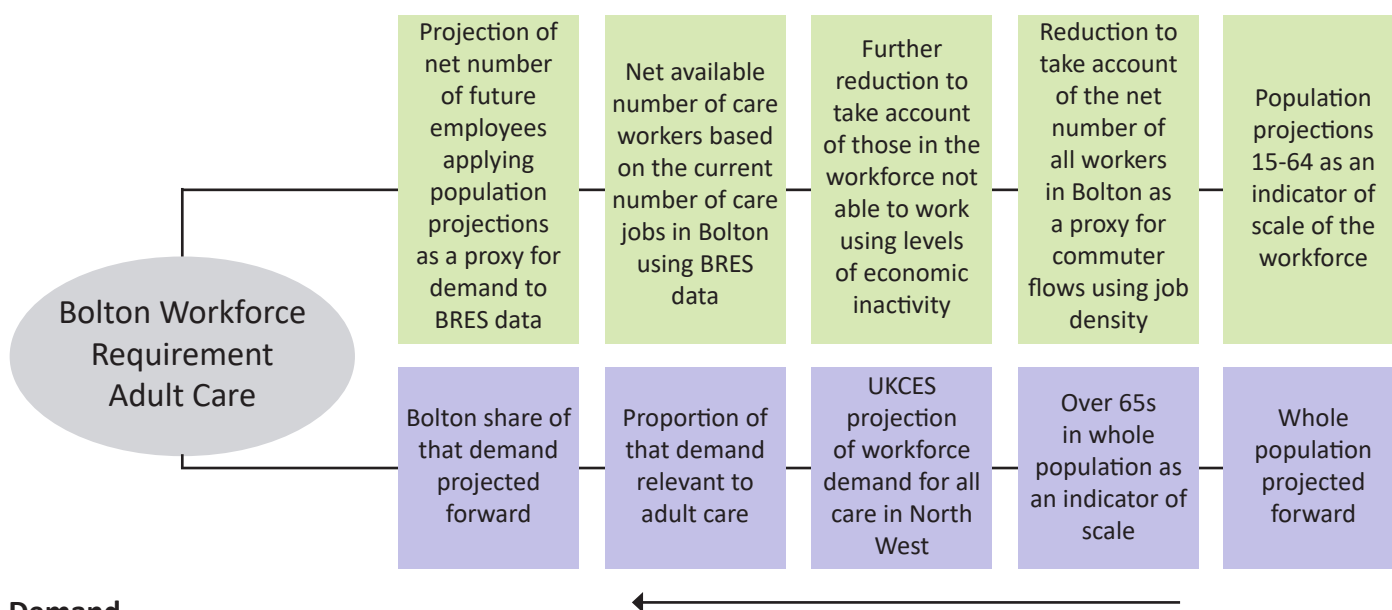 Projection of
net number
of future
employees
applying
population
projections
as a proxy for
demand to
BRES data
Net available
number of care
workers based
on the current
number of care
jobs in Bolton
using BRES
data
Further
reduction to
take account
of those in the
workforce not
able to work
using levels
of economic
inactivity
Reduction to
take account
of the net
number of
all workers
in Bolton as
a proxy for
commuter
flows using job
density
Population
projections
15-64 as an
indicator of
scale of the
workforce
Bolton Workforce
Requirement
Adult Care
Bolton share of
that demand
projected
forward
Proportion of
that demand
relevant to
adult care
UKCES
projection
of workforce
demand for all
care in North
West
Over 65s
in whole
population as
an indicator of
scale
Whole
population
projected
forward
Demand